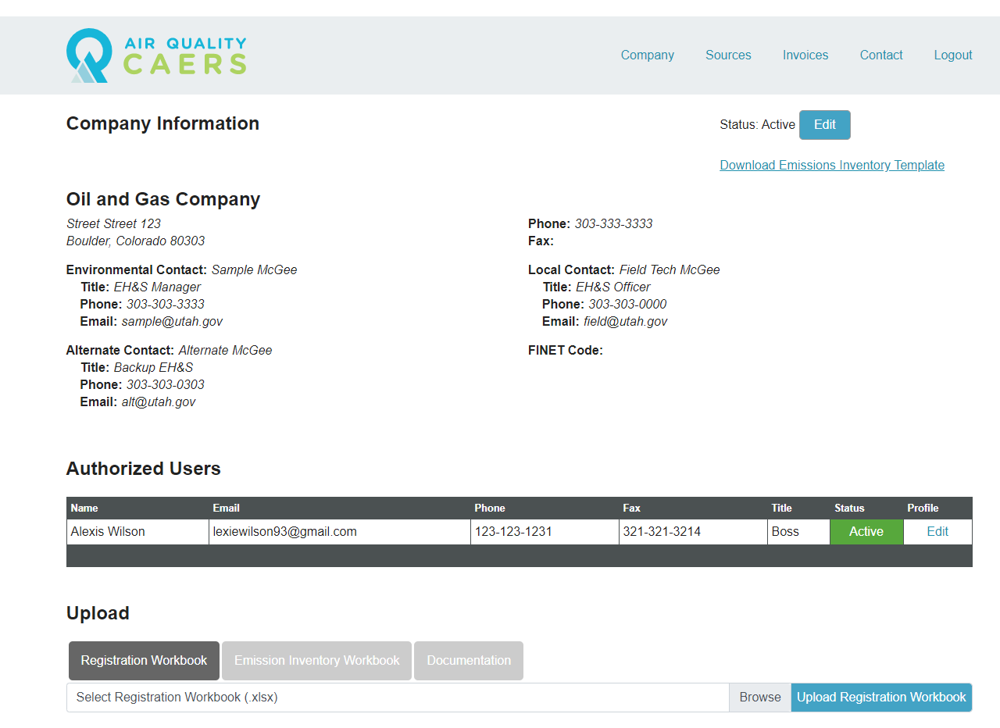 AIR QUALITY
CAERS
Company Sources Invoices Contact Logout
Company Information
Status: Active Edit
Download Emissions Inventory Template
Oil and Gas Company
Street Street 123
Boulder, Colorado 80303
Phone: 303-333-3333
Fax:
Environmental Contact: Sample McGee
Title: EH&S Manager
Phone: 303-303-3333
Email: sample@utah.gov
Local Contact: Field Tech McGee
Title: EH&S Officer
Phone: 303-303-0000
Email: field@utah.gov
Alternate Contact: Alternate McGee
Title: Backup EH&S
Phone: 303-303-0303
Email: alt@utah.gov
FINET Code:
Authorized Users
Name Email Phone Fax Title Status Profile
Alexis Wilson lexiewilson93@gmail.com 123-123-1231 321-321-3214 Boss Active Edit
Upload
Registration Workbook Emission Inventory Workbook Documentation
Select Registration Workbook (.xlsx) Browse Upload Registration Workbook